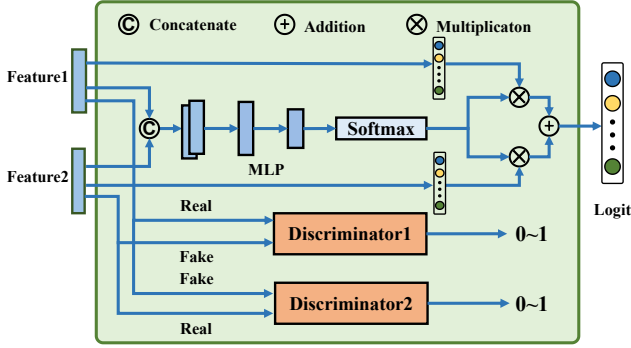 C Concatenate + Addition × Multiplicaton
Feature1
C
Softmax
×
+
MLP
×
Feature2
Logit
Real
Discriminator1 0~1
Fake
Fake
Discriminator2 0~1
Real